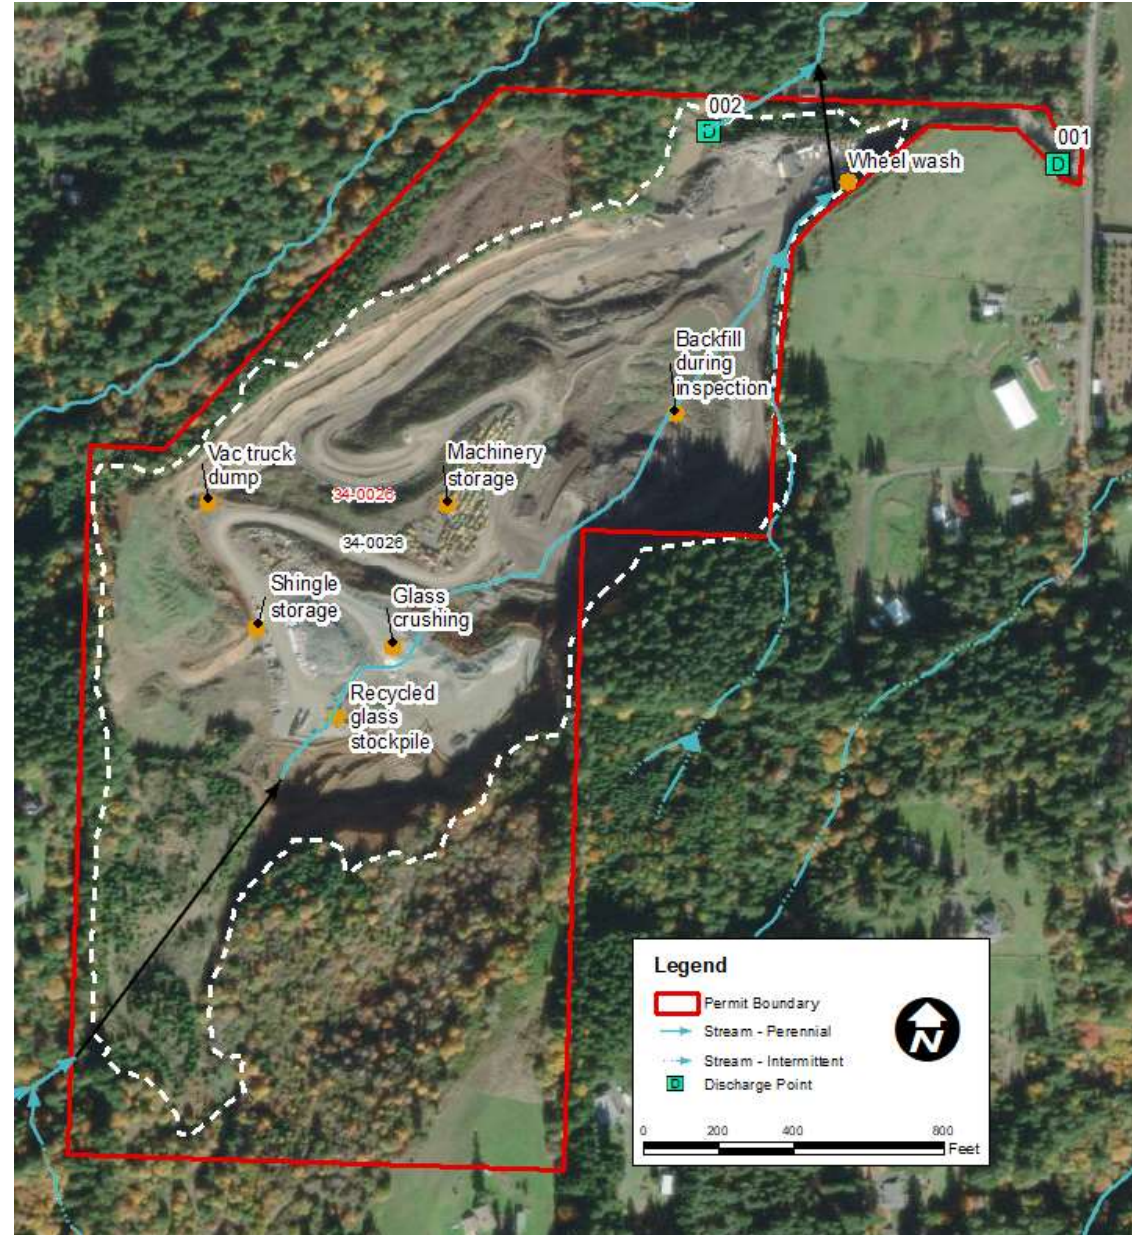 002
001
Wheel wash
Backfill
during
inspection
Vac truck
dump
Machinery
storage
34-0026
34-0026
Shingle
storage
Glass
crushing
Recycled
glass
stockpile
Legend
Permit Boundary
Stream - Perennial
Stream - Intermittent
Discharge Point
N
0 200 400 800
Feet
D
D
D